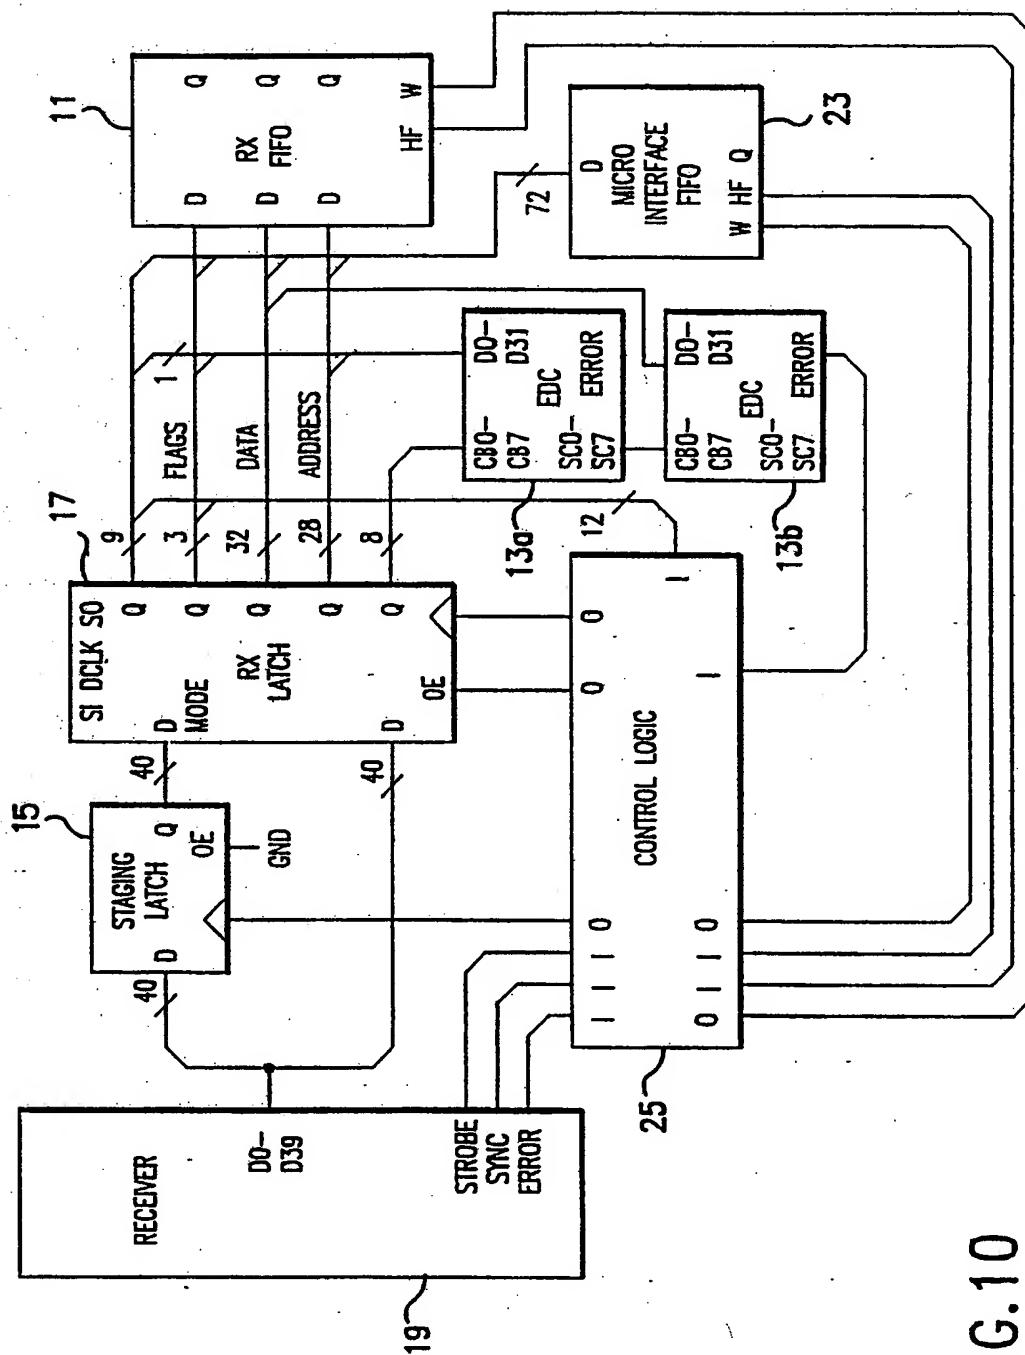 11
RX
FIFO
D
D
D
Q
Q
Q
HF
W
23
MICRO
INTERFACE
FIFO
D
W
HF
Q
72
17
SI DCLK SO
MODE
RX
LATCH
D
D
OE
Q
Q
Q
Q
Q
9
3
32
28
8
1
FLAGS
DATA
ADDRESS
40
40
15
STAGING
LATCH
D
Q
OE
GND
40
13a
CB0-
CB7
D0-
D31
EDC
SC0-
SC7
ERROR
13b
CB0-
CB7
D0-
D31
EDC
SC0-
SC7
ERROR
12
CONTROL LOGIC
O
O
I
I
I
I
I
O
O
I
I
O
25
RECEIVER
D0-
D39
STROBE
SYNC
ERROR
19
G.10